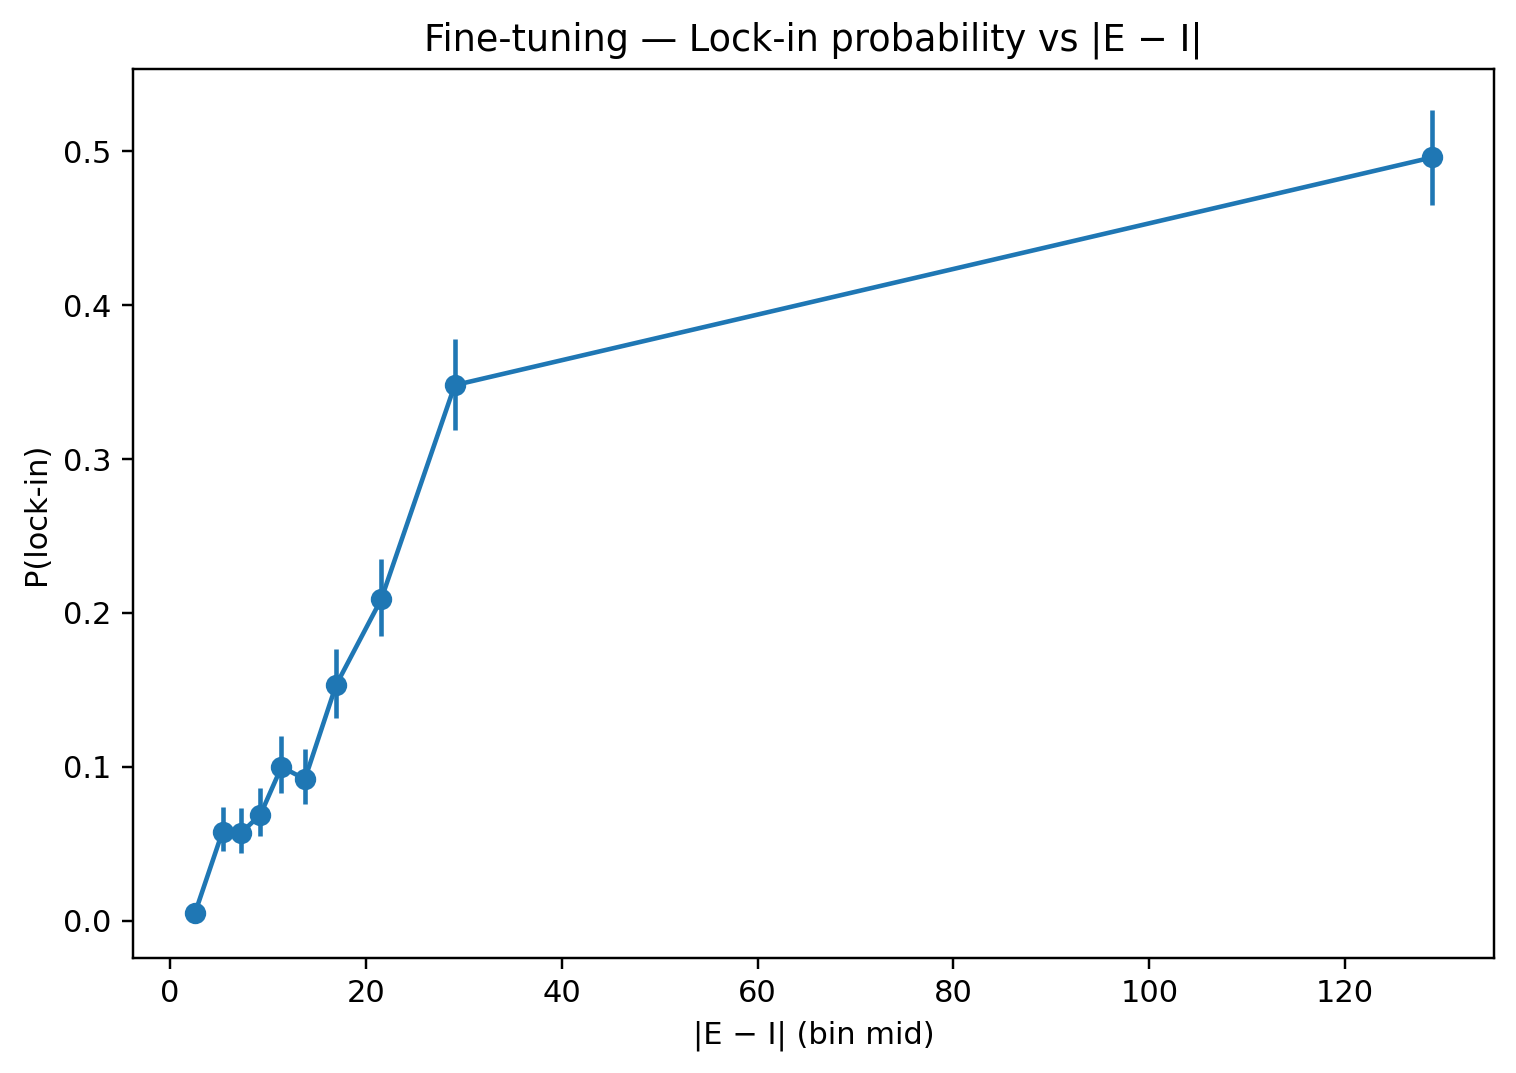 Fine-tuning — Lock-in probability vs |E − I|
P(lock-in)
0.5
0.4
0.3
0.2
0.1
0.0
0 20 40 60 80 100 120
|E − I| (bin mid)